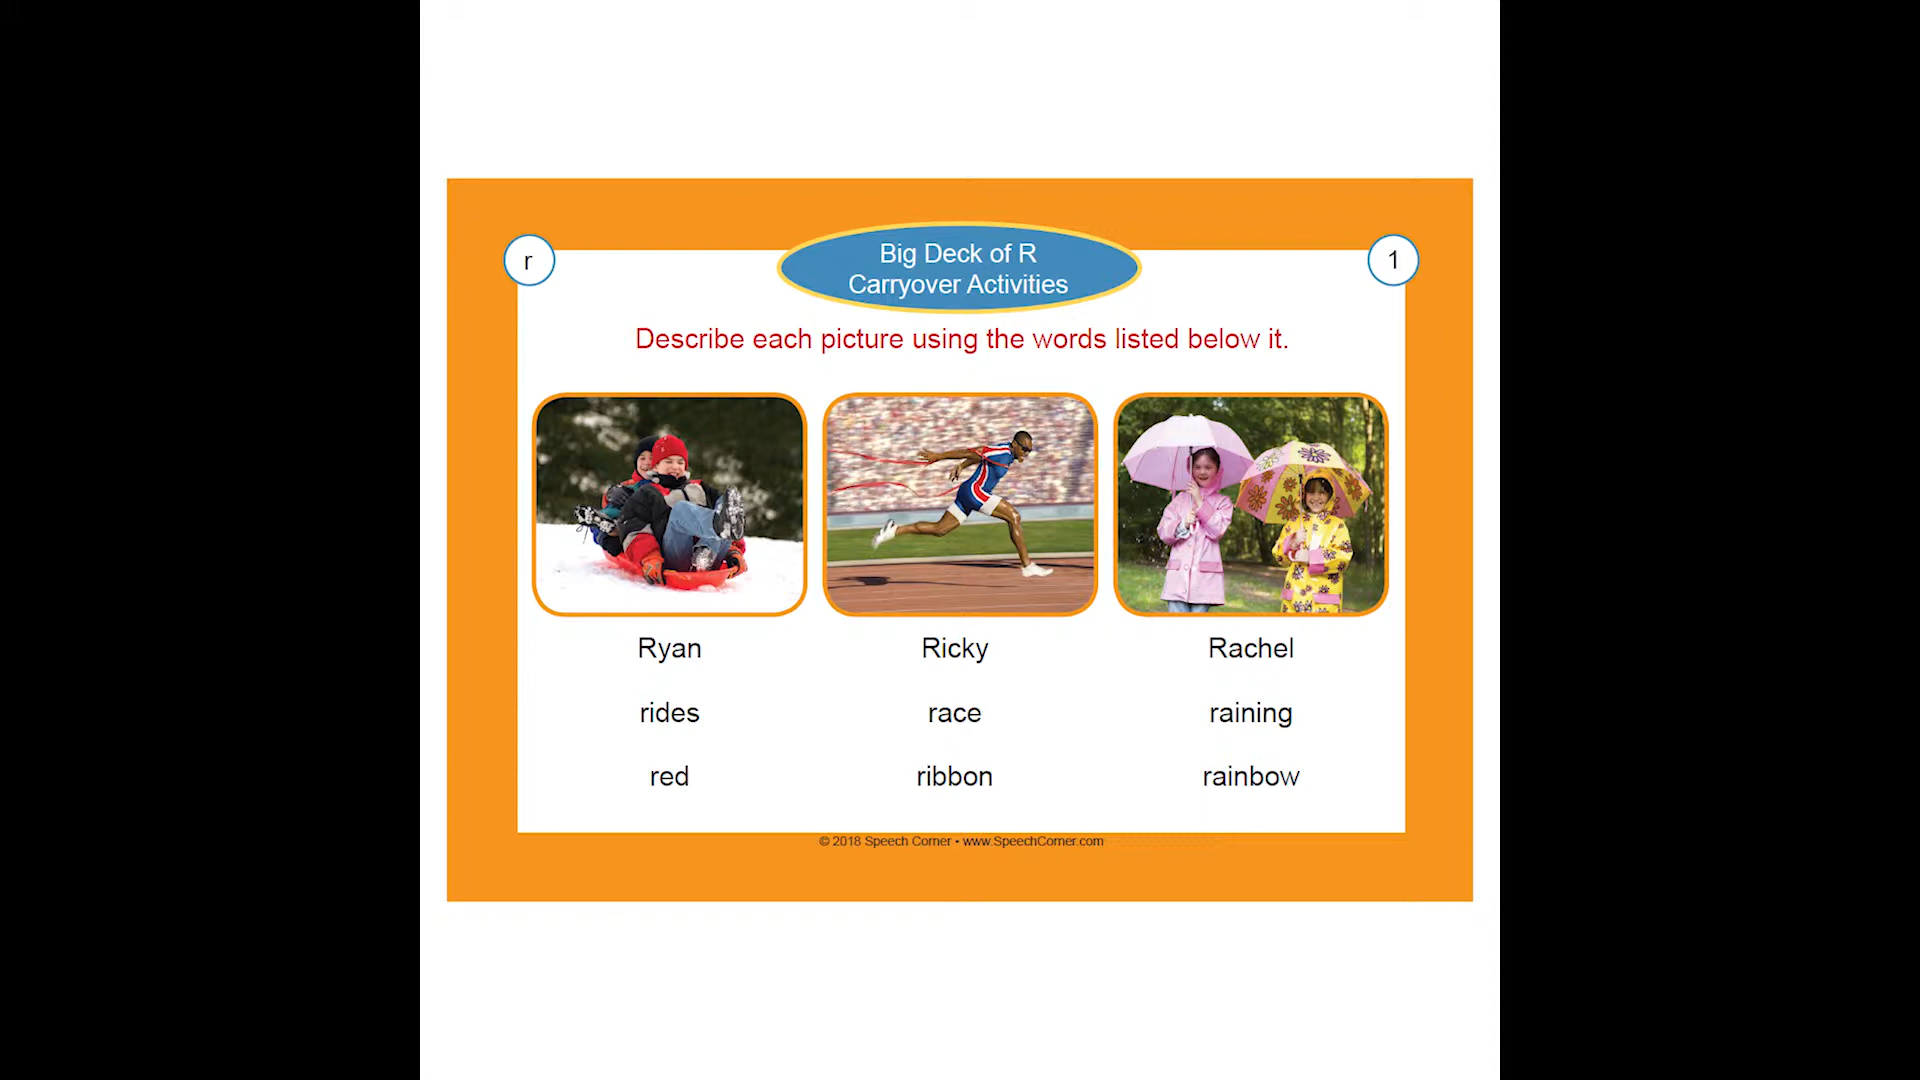 Big Deck of R
Carryover Activities
r
1
Describe each picture using the words listed below it.
Ryan
rides
red
Ricky
race
ribbon
Rachel
raining
rainbow
© 2018 Speech Corner • www.SpeechCorner.com